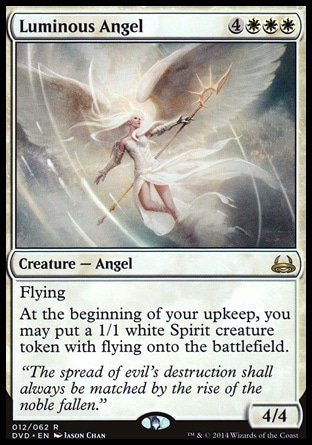 Luminous Angel 4
Creature — Angel
Flying
At the beginning of your upkeep, you
may put a 1/1 white Spirit creature
token with flying onto the battlefield.
“The spread of evil’s destruction shall
always be matched by the rise of the
noble fallen.”
4/4
012/062 R
DVD • EN Jason Chan
™ & © 2014 Wizards of the Coast